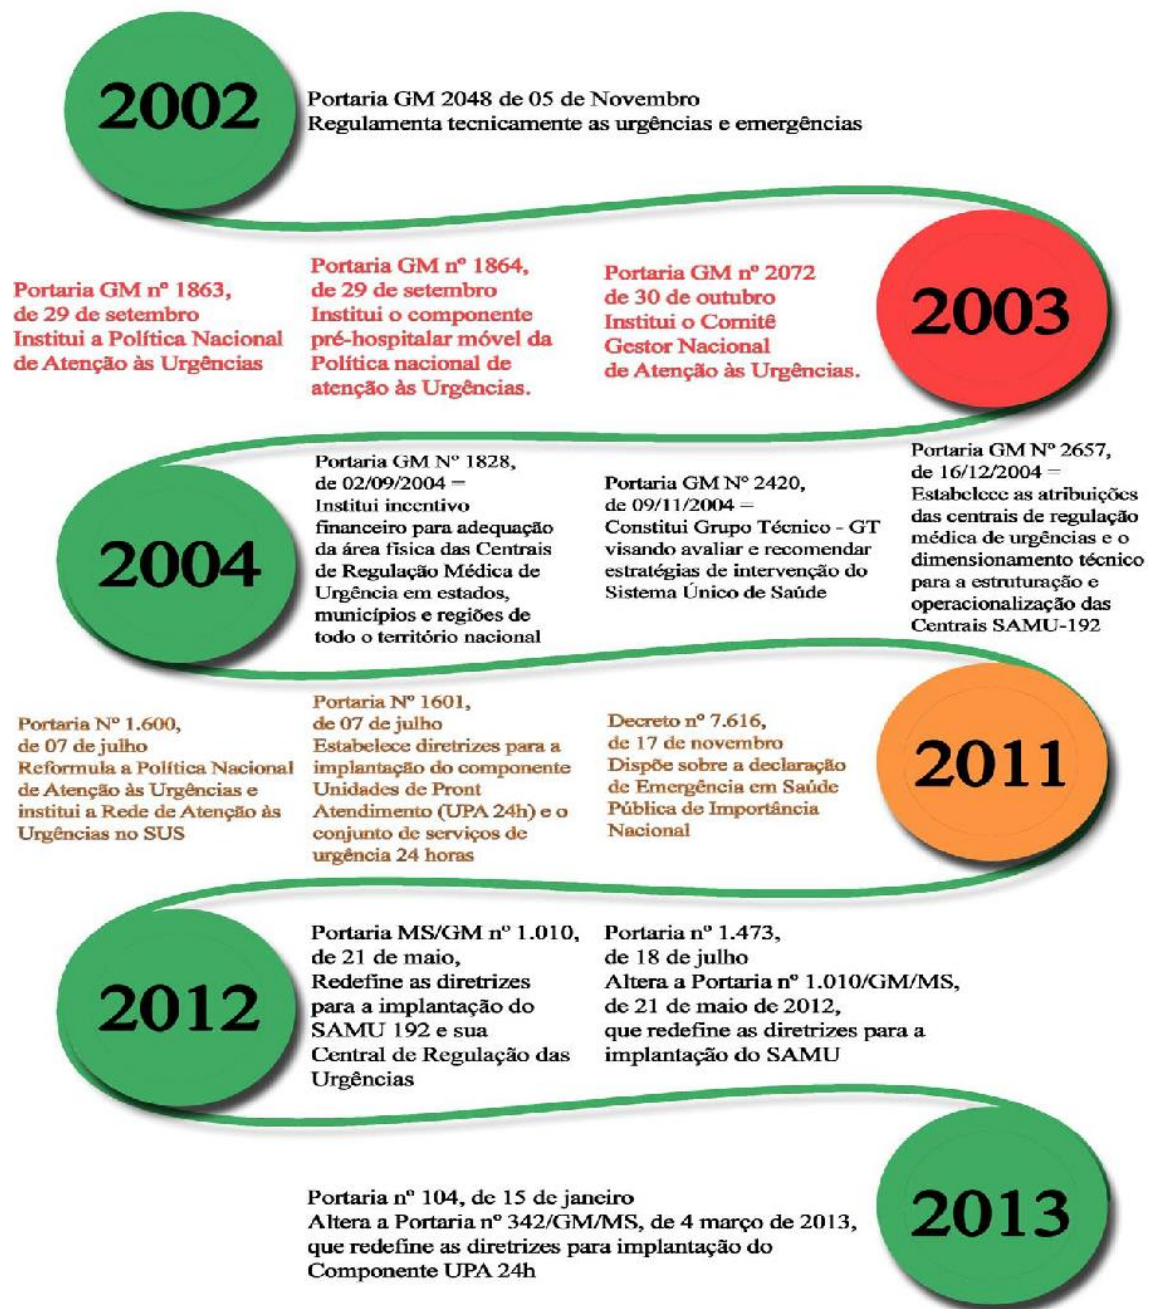 2002
Portaria GM 2048 de 05 de Novembro
Regulamenta tecnicamente as urgências e emergências
2003
Portaria GM nº 1863,
de 29 de setembro
Institui a Política Nacional
de Atenção às Urgências
Portaria GM nº 1864,
de 29 de setembro
Institui o componente
pré-hospitalar móvel da
Política nacional de
atenção às Urgências.
Portaria GM nº 2072
de 30 de outubro
Institui o Comitê
Gestor Nacional
de Atenção às Urgências.
2004
Portaria GM Nº 1828,
de 02/09/2004 =
Institui incentivo
financeiro para adequação
da área física das Centrais
de Regulação Médica de
Urgência em estados,
municípios e regiões de
todo o território nacional
Portaria GM Nº 2420,
de 09/11/2004 =
Constitui Grupo Técnico - GT
visando avaliar e recomendar
estratégias de intervenção do
Sistema Único de Saúde
Portaria GM Nº 2657,
de 16/12/2004 =
Estabelece as atribuições
das centrais de regulação
médica de urgências e o
dimensionamento técnico
para a estruturação e
operacionalização das
Centrais SAMU-192
2011
Portaria Nº 1.600,
de 07 de julho
Reformula a Política Nacional
de Atenção às Urgências e
institui a Rede de Atenção às
Urgências no SUS
Portaria Nº 1601,
de 07 de julho
Estabelece diretrizes para a
implantação do componente
Unidades de Pront
Atendimento (UPA 24h) e o
conjunto de serviços de
urgência 24 horas
Decreto nº 7.616,
de 17 de novembro
Dispõe sobre a declaração
de Emergência em Saúde
Pública de Importância
Nacional
2012
Portaria MS/GM nº 1.010,
de 21 de maio,
Redefine as diretrizes
para a implantação do
SAMU 192 e sua
Central de Regulação das
Urgências
Portaria nº 1.473,
de 18 de julho
Altera a Portaria nº 1.010/GM/MS,
de 21 de maio de 2012,
que redefine as diretrizes para a
implantação do SAMU
2013
Portaria nº 104, de 15 de janeiro
Altera a Portaria nº 342/GM/MS, de 4 março de 2013,
que redefine as diretrizes para implantação do
Componente UPA 24h